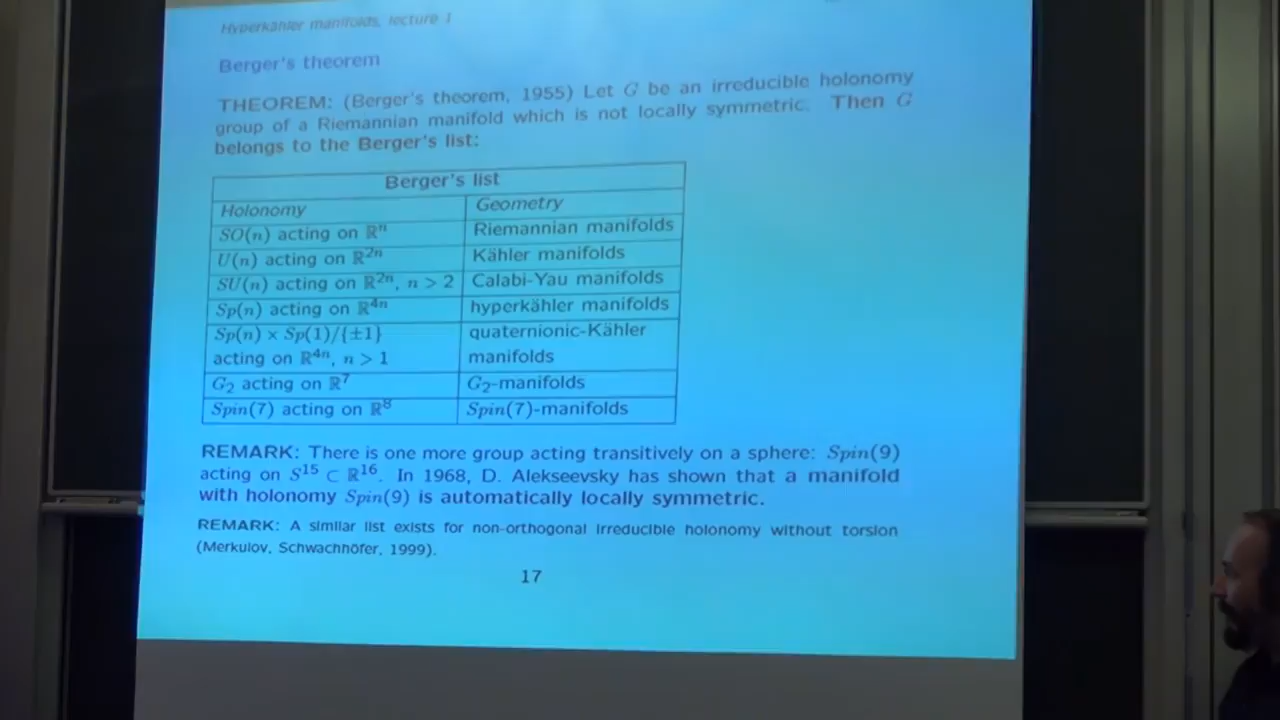 Hyperkähler manifolds, lecture 1
Berger's theorem
THEOREM: (Berger's theorem, 1955) Let G be an irreducible holonomy
group of a Riemannian manifold which is not locally symmetric. Then G
belongs to the Berger's list:
Berger's list
Holonomy Geometry
SO(n) acting on ℝⁿ Riemannian manifolds
U(n) acting on ℝ²ⁿ Kähler manifolds
SU(n) acting on ℝ²ⁿ, n > 2 Calabi-Yau manifolds
Sp(n) acting on ℝ⁴ⁿ hyperkähler manifolds
Sp(n) × Sp(1)/{±1} quaternionic-Kähler
acting on ℝ⁴ⁿ, n > 1 manifolds
G₂ acting on ℝ⁷ G₂-manifolds
Spin(7) acting on ℝ⁸ Spin(7)-manifolds
REMARK: There is one more group acting transitively on a sphere: Spin(9)
acting on S¹⁵ ⊂ ℝ¹⁶. In 1968, D. Alekseevsky has shown that a manifold
with holonomy Spin(9) is automatically locally symmetric.
REMARK: A similar list exists for non-orthogonal irreducible holonomy without torsion
(Merkulov, Schwachhöfer, 1999).
17